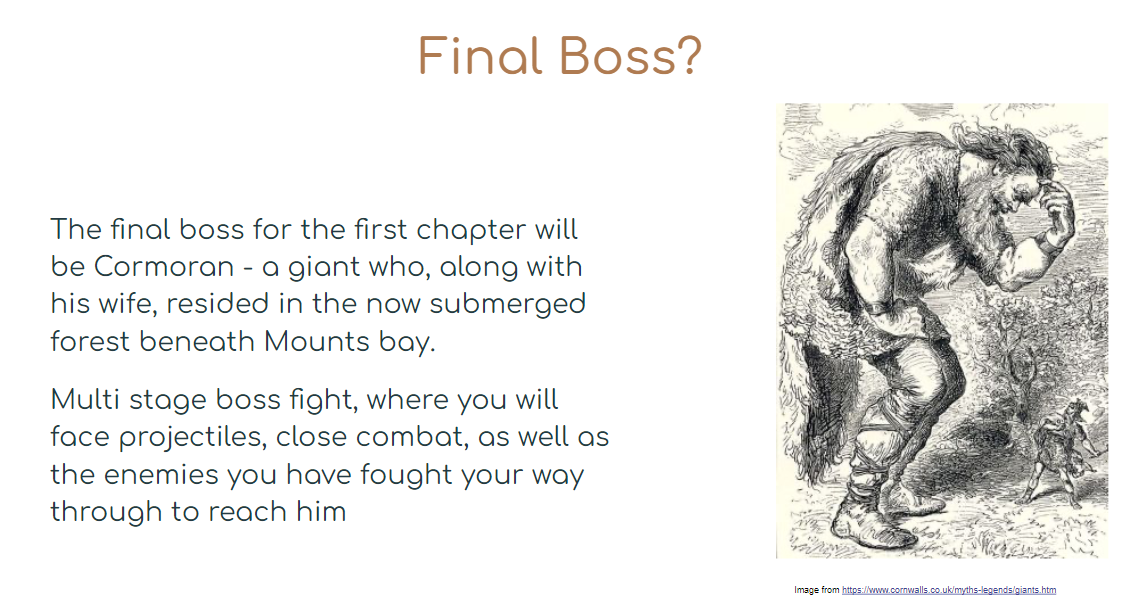 Final Boss?
The final boss for the first chapter will
be Cormoran - a giant who, along with
his wife, resided in the now submerged
forest beneath Mounts bay.
Multi stage boss fight, where you will
face projectiles, close combat, as well as
the enemies you have fought your way
through to reach him
Image from https://www.cornwalls.co.uk/myths-legends/giants.htm